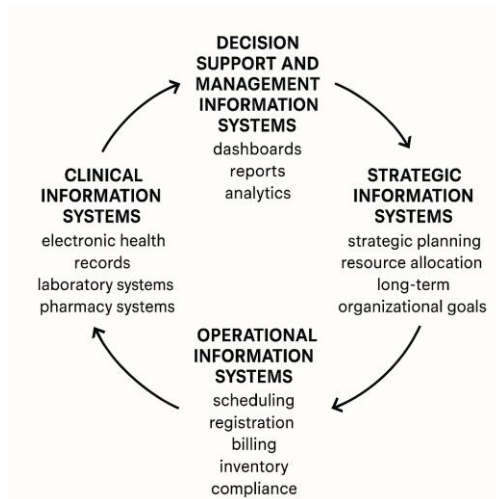 DECISION
SUPPORT AND
MANAGEMENT
INFORMATION
SYSTEMS
dashboards
reports
analytics
STRATEGIC
INFORMATION
SYSTEMS
strategic planning
resource allocation
long-term
organizational goals
OPERATIONAL
INFORMATION
SYSTEMS
scheduling
registration
billing
inventory
compliance
CLINICAL
INFORMATION
SYSTEMS
electronic health
records
laboratory systems
pharmacy systems